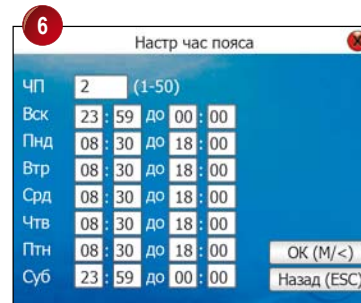 6
Настр час пояса
ЧП 2 (1-50)
Вск 23 : 59 до 00 : 00
Пнд 08 : 30 до 18 : 00
Втр 08 : 30 до 18 : 00
Срд 08 : 30 до 18 : 00
Чтв 08 : 30 до 18 : 00
Птн 08 : 30 до 18 : 00
Суб 23 : 59 до 00 : 00
OK (M/<)
Назад (ESC)